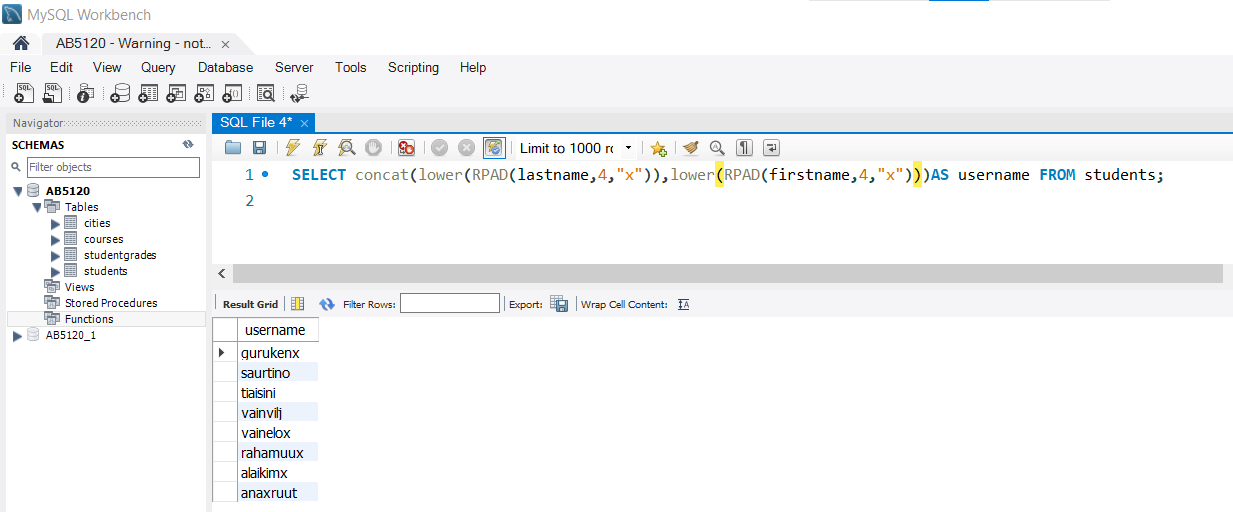 MySQL Workbench
AB5120 - Warning - not... ×
File Edit View Query Database Server Tools Scripting Help
Navigator
SQL File 4* ×
SCHEMAS
Filter objects
Limit to 1000 rc
1 SELECT concat(lower(RPAD(lastname,4,"x")),lower(RPAD(firstname,4,"x")))AS username FROM students;
2
AB5120
Tables
cities
courses
studentgrades
students
Views
Stored Procedures
Functions
AB5120_1
Result Grid Filter Rows: Export: Wrap Cell Content:
username
gurukenx
saurtino
tiaisini
vainvilj
vainelox
rahamuux
alaikimx
anaxruut